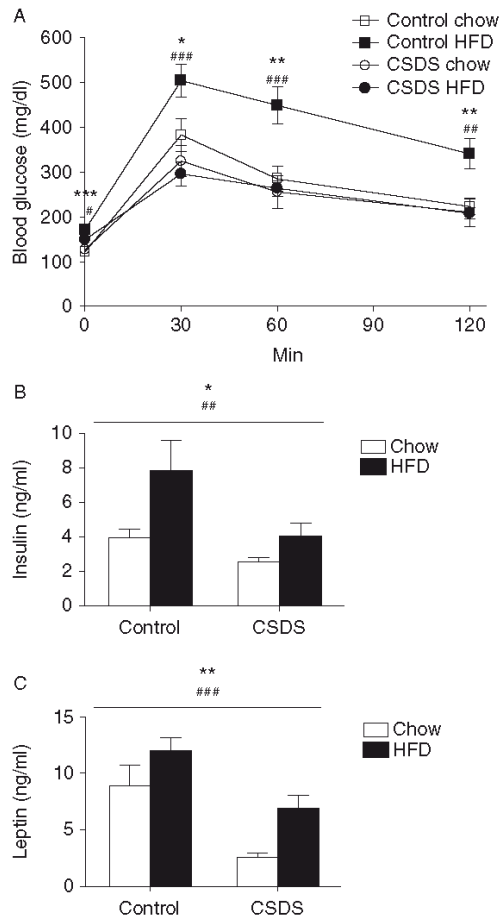 A
Control chow
Control HFD
CSDS chow
CSDS HFD
Blood glucose (mg/dl)
600
500
400
300
200
100
0
***
#
*
###
**
###
**
##
0 30 60 90 120
Min
B
*
##
Chow
HFD
Insulin (ng/ml)
10
8
6
4
2
0
Control CSDS
C
**
###
Chow
HFD
Leptin (ng/ml)
15
10
5
0
Control CSDS